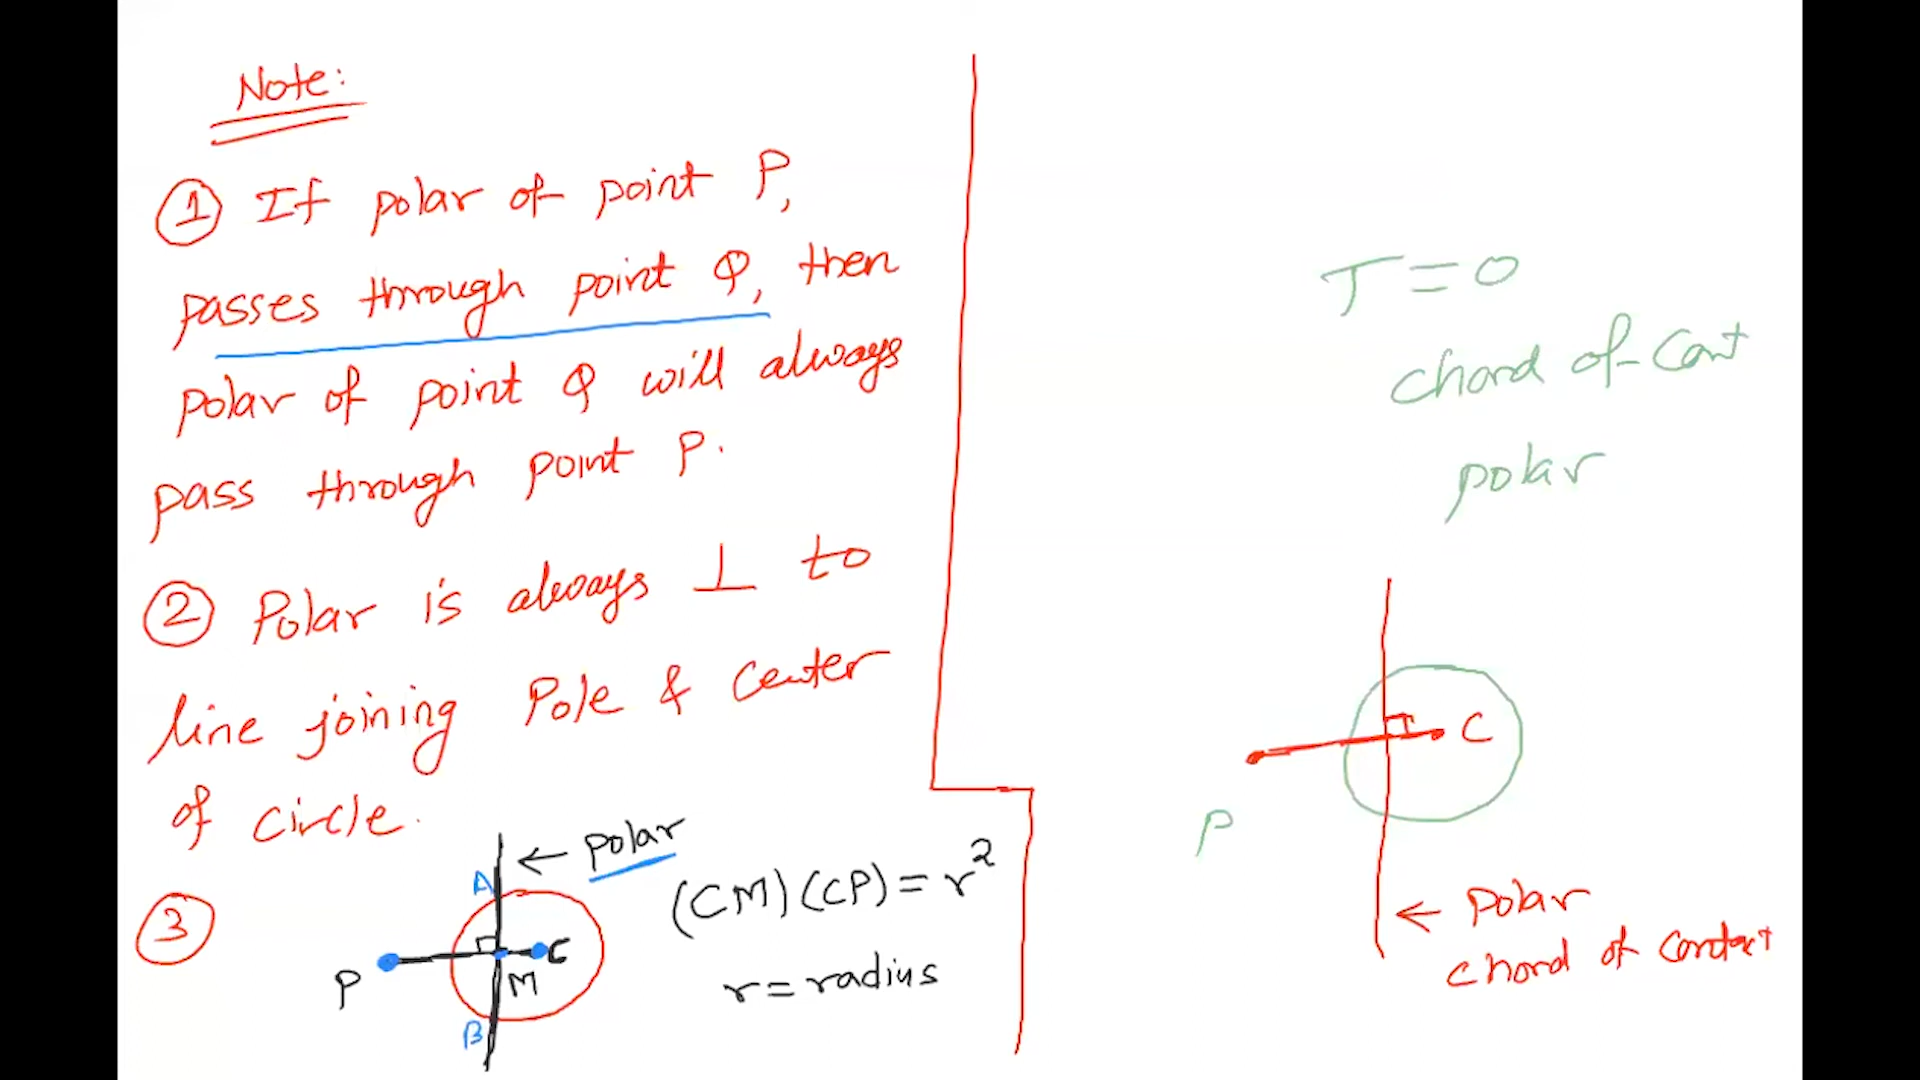 Note:
① If polar of point P,
passes through point Q, then
polar of point Q will always
pass through point P.
② Polar is always ⊥ to
line joining Pole & Center
of circle.
③
← polar
A
P
M
C
B
(CM)(CP) = r²
r = radius
T = 0
chord of Cont
polar
C
P
← Polar
chord of contact